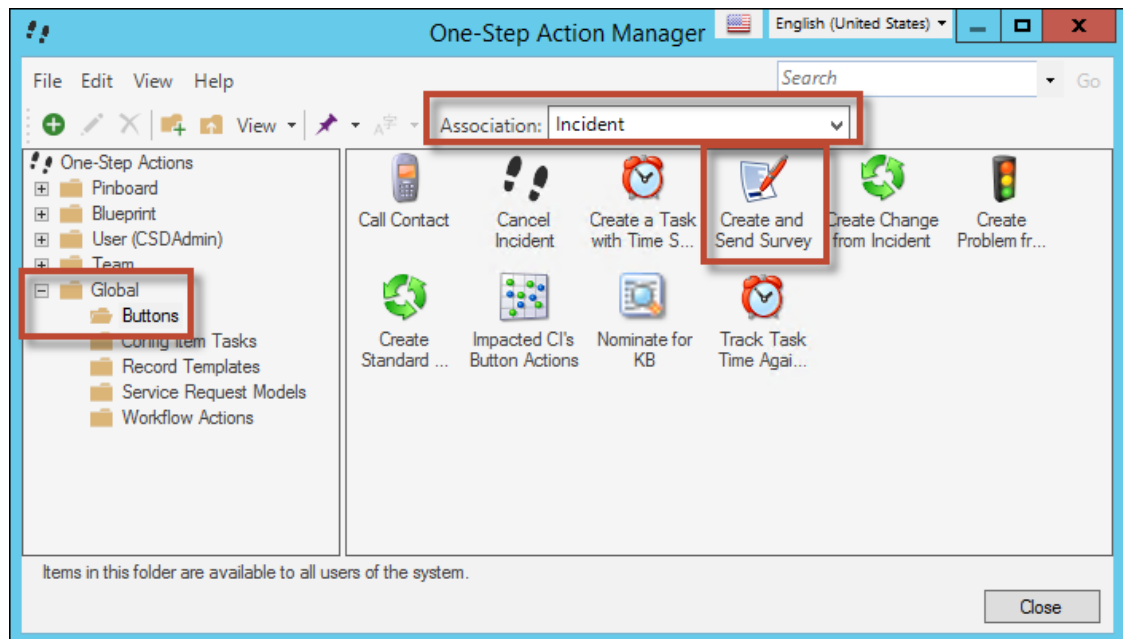 One-Step Action Manager
English (United States)
File Edit View Help
Search
Go
View
Association: Incident
One-Step Actions
Pinboard
Blueprint
User (CSDAdmin)
Team
Global
Buttons
Config Item Tasks
Record Templates
Service Request Models
Workflow Actions
Call Contact
Cancel
Incident
Create a Task
with Time S...
Create and
Send Survey
Create Change
from Incident
Create
Problem fr...
Create
Standard ...
Impacted CI's
Button Actions
Nominate for
KB
Track Task
Time Agai...
Items in this folder are available to all users of the system.
Close